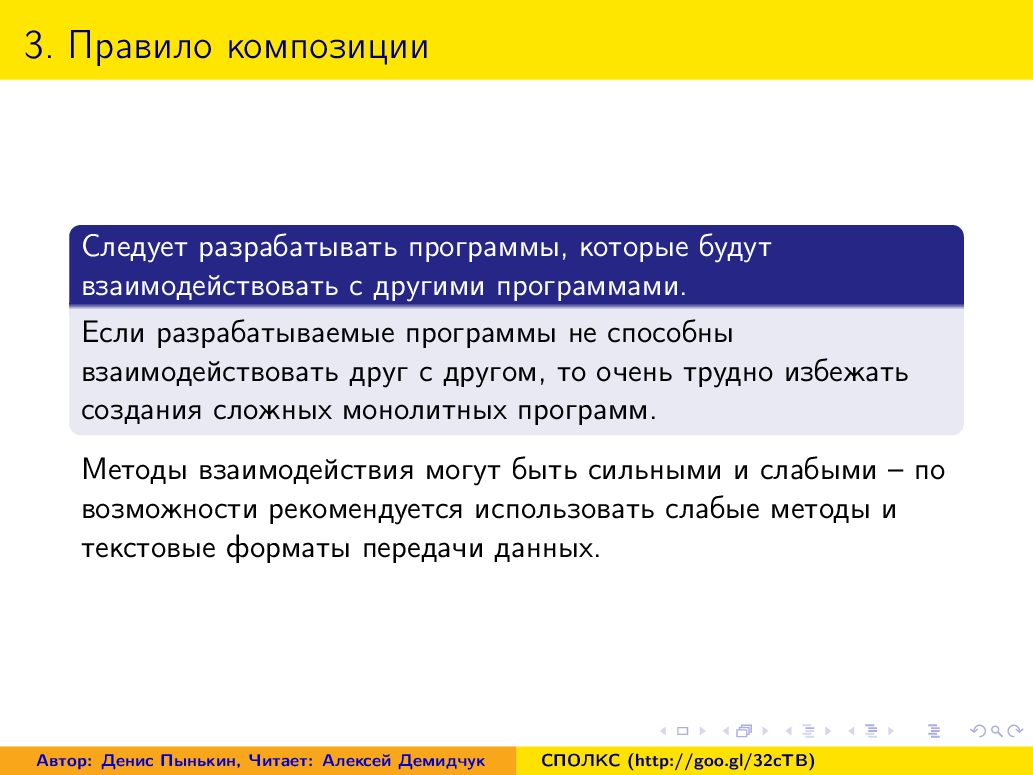 3. Правило композиции
Следует разрабатывать программы, которые будут
взаимодействовать с другими программами.
Если разрабатываемые программы не способны
взаимодействовать друг с другом, то очень трудно избежать
создания сложных монолитных программ.
Методы взаимодействия могут быть сильными и слабыми – по
возможности рекомендуется использовать слабые методы и
текстовые форматы передачи данных.
Автор: Денис Пынькин, Читает: Алексей Демидчук
СПОЛКС (http://goo.gl/32cTB)